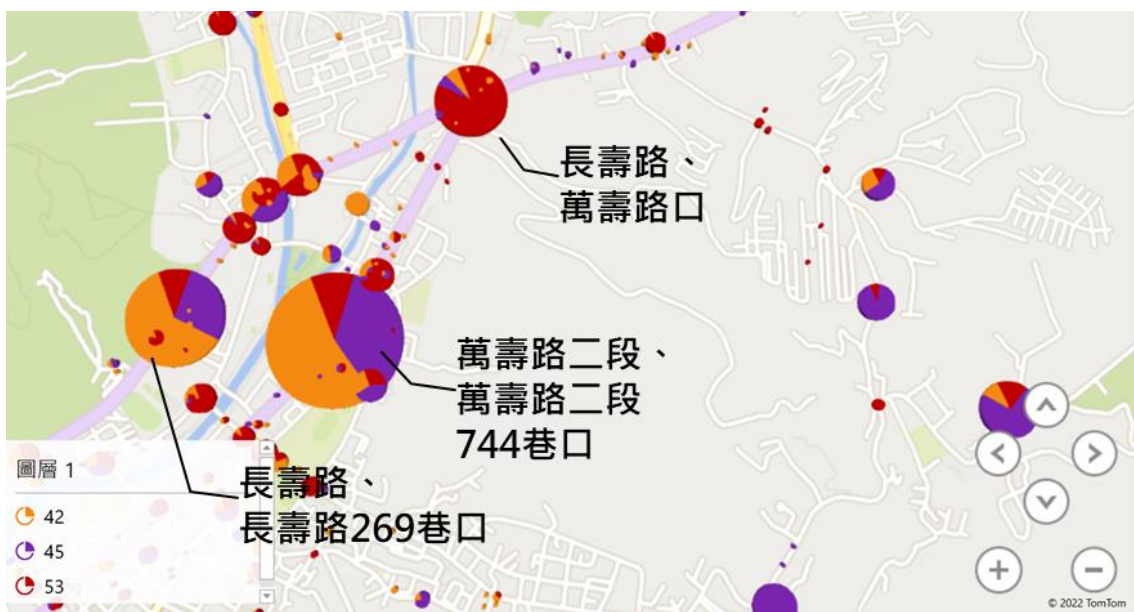 長壽路、
萬壽路口
萬壽路二段、
萬壽路二段
744巷口
圖層 1
長壽路、
長壽路269巷口
42
45
53
© 2022 TomTom